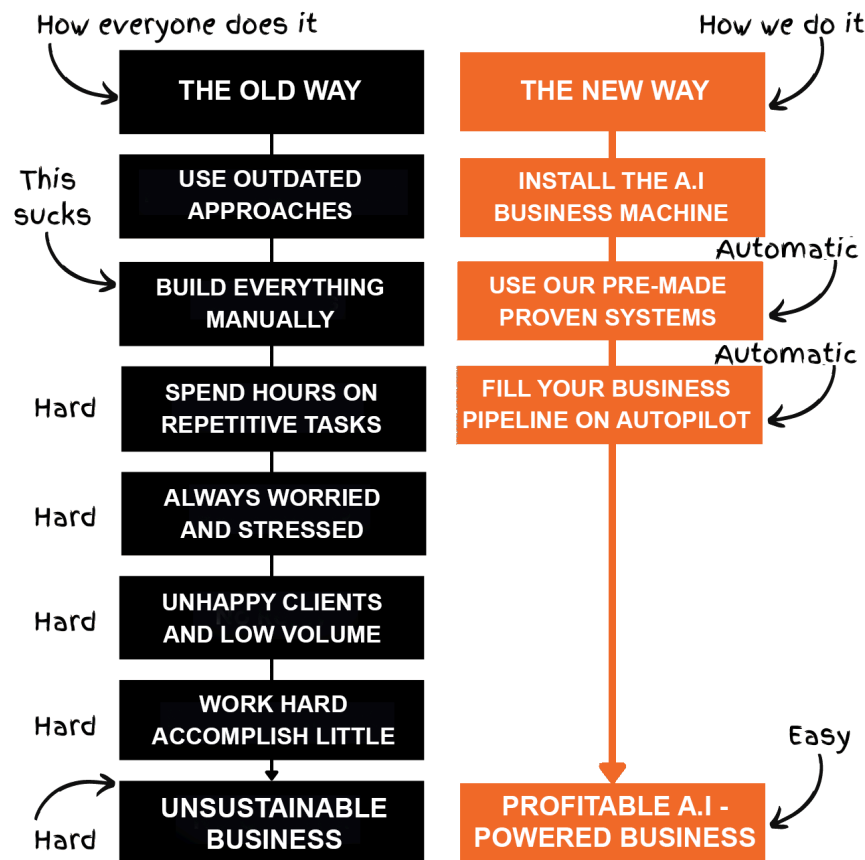 How everyone does it
How we do it
THE OLD WAY
THE NEW WAY
This
sucks
USE OUTDATED
APPROACHES
INSTALL THE A.I
BUSINESS MACHINE
Automatic
BUILD EVERYTHING
MANUALLY
USE OUR PRE-MADE
PROVEN SYSTEMS
Automatic
Hard
SPEND HOURS ON
REPETITIVE TASKS
FILL YOUR BUSINESS
PIPELINE ON AUTOPILOT
Hard
ALWAYS WORRIED
AND STRESSED
Hard
UNHAPPY CLIENTS
AND LOW VOLUME
Hard
WORK HARD
ACCOMPLISH LITTLE
Easy
Hard
UNSUSTAINABLE
BUSINESS
PROFITABLE A.I -
POWERED BUSINESS